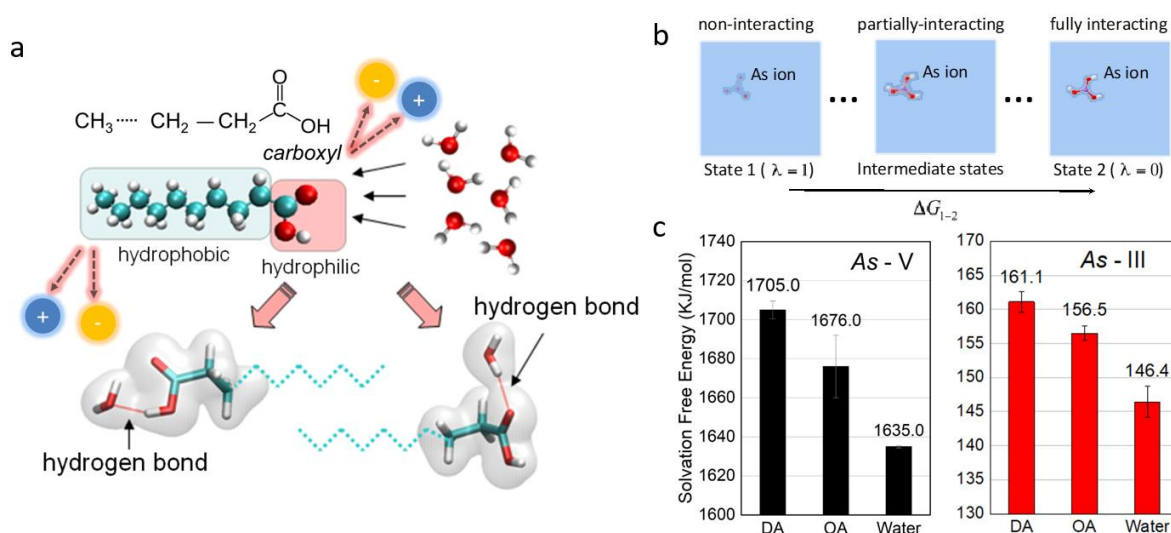 a
O
CH₃ ····· CH₂ — CH₂ — C
OH
carboxyl
-
+
hydrophobic
hydrophilic
+
-
hydrogen bond
hydrogen bond
b
non-interacting
partially-interacting
fully interacting
As ion
As ion
As ion
•••
•••
State 1 ( λ = 1)
Intermediate states
State 2 ( λ = 0)
ΔG₁₋₂
c
Solvation Free Energy (KJ/mol)
1740
1720
1700
1680
1660
1640
1620
1600
As - V
1705.0
1676.0
1635.0
DA
OA
Water
170
165
160
155
150
145
140
135
130
As - III
161.1
156.5
146.4
DA
OA
Water